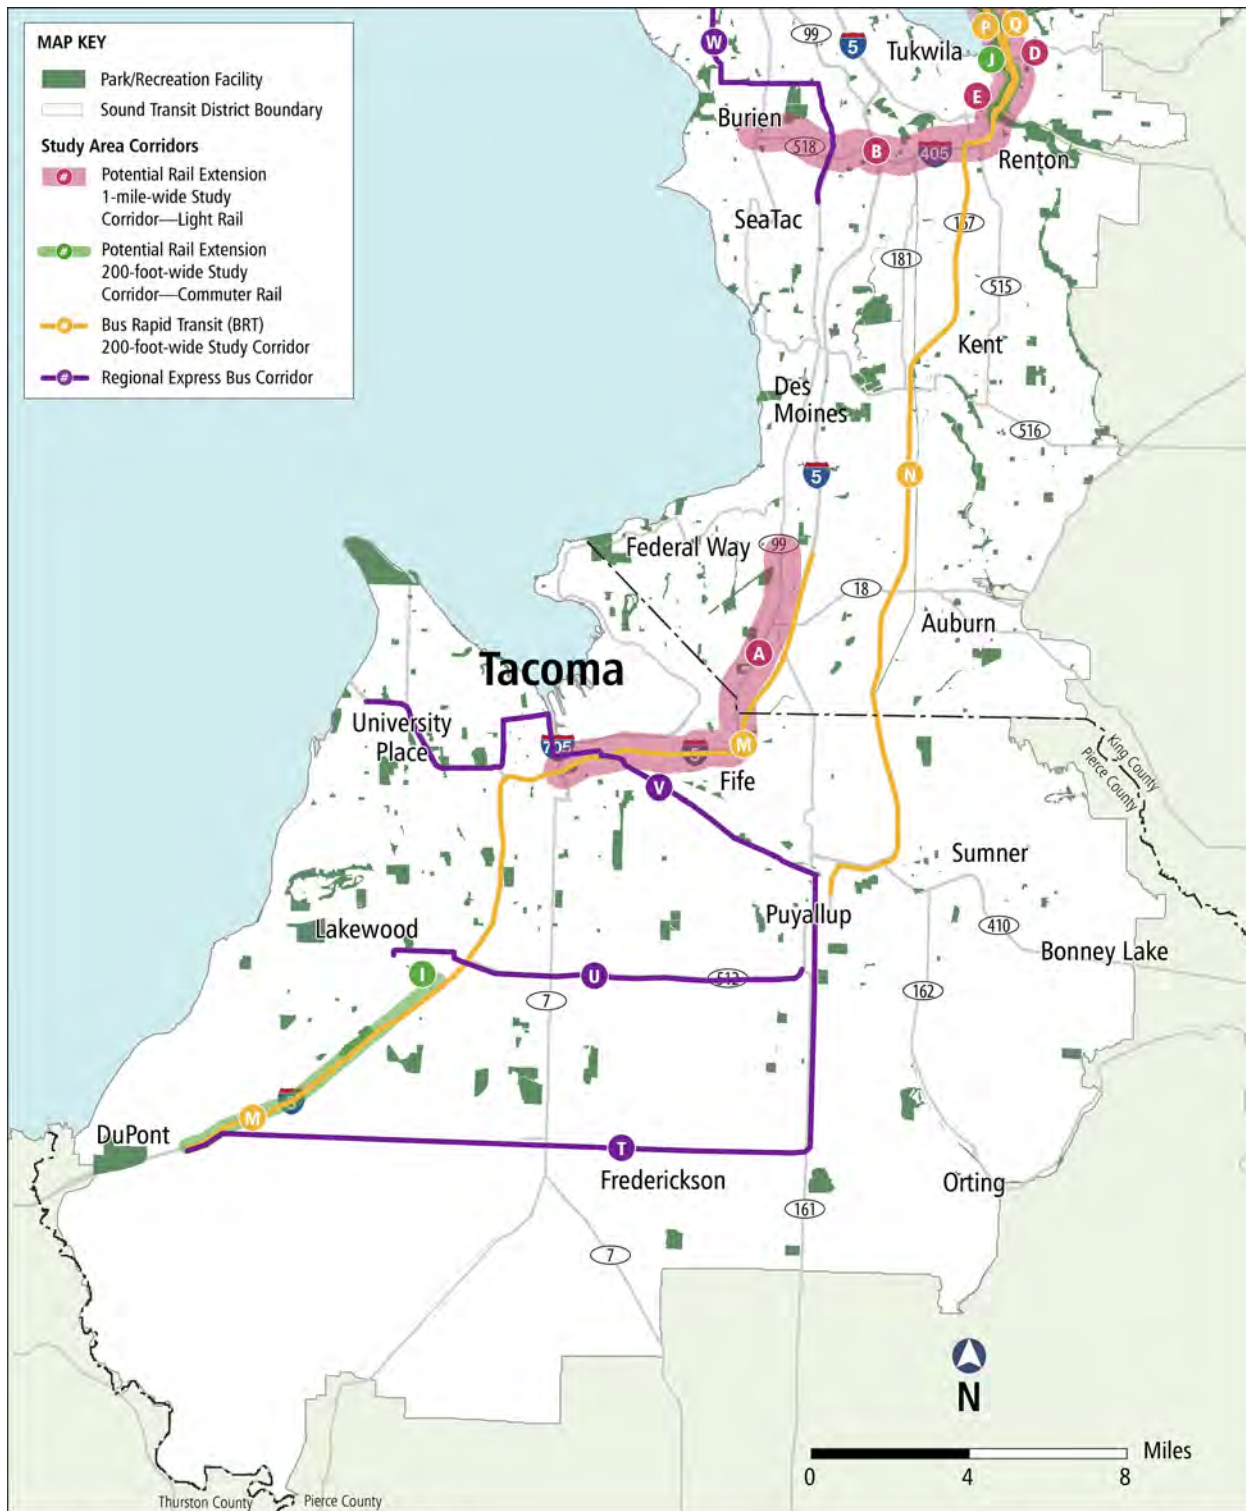 MAP KEY
Park/Recreation Facility
Sound Transit District Boundary
Study Area Corridors
#
Potential Rail Extension
1-mile-wide Study
Corridor—Light Rail
#
Potential Rail Extension
200-foot-wide Study
Corridor—Commuter Rail
#
Bus Rapid Transit (BRT)
200-foot-wide Study Corridor
#
Regional Express Bus Corridor
W
99
5
Tukwila
P
O
J
D
E
Burien
518
B
405
Renton
SeaTac
167
181
515
Kent
Des
Moines
516
5
N
Federal Way
99
18
Auburn
A
Tacoma
University
Place
705
5
M
Fife
V
King County
Pierce County
Sumner
Puyallup
410
Bonney Lake
Lakewood
I
U
512
7
162
M
5
DuPont
T
Frederickson
Orting
161
7
N
Miles
0
4
8
Thurston County
Pierce County